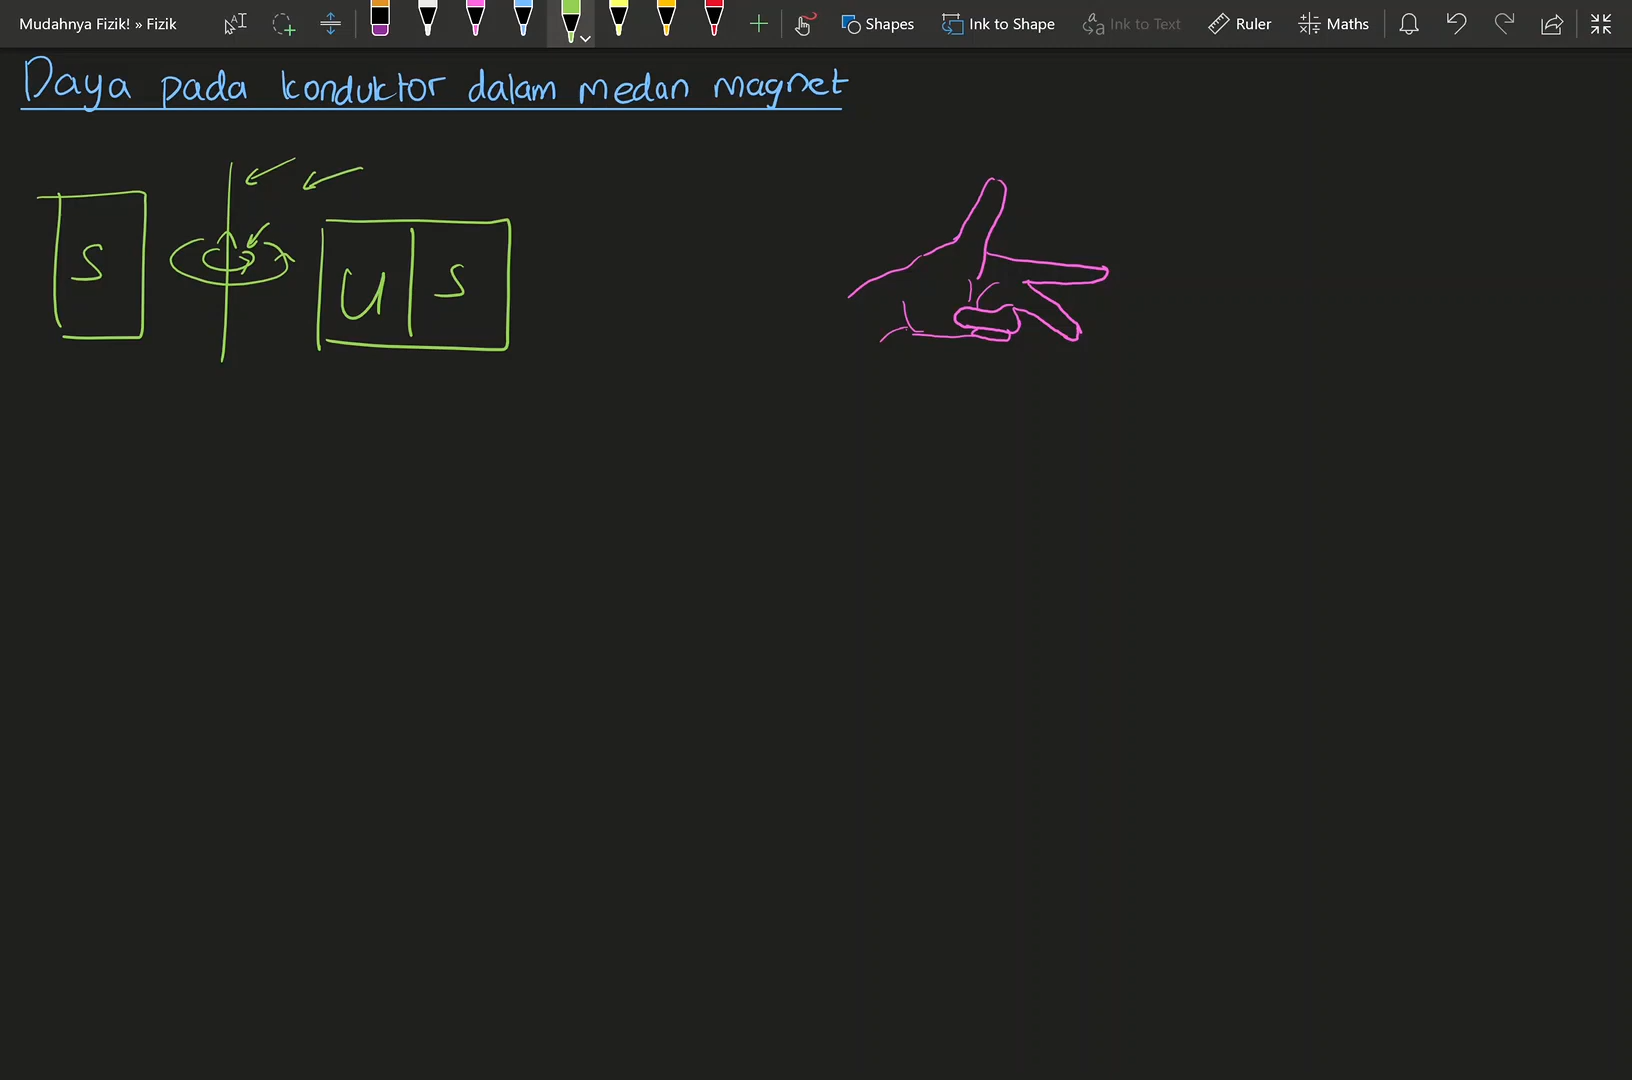 Mudahnya Fizik! » Fizik
Shapes
Ink to Shape
Ink to Text
Ruler
Maths
Daya pada konduktor dalam medan magnet
S
U
S